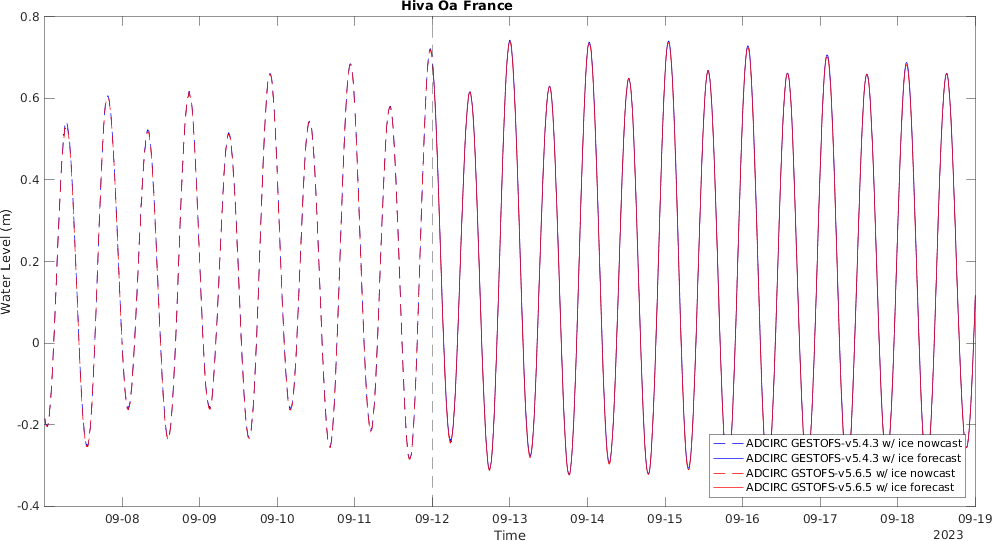 Hiva Oa France
0.8
0.6
0.4
0.2
0
-0.2
-0.4
Water Level (m)
ADCIRC GESTOFS-v5.4.3 w/ ice nowcast
ADCIRC GESTOFS-v5.4.3 w/ ice forecast
ADCIRC GSTOFS-v5.6.5 w/ ice nowcast
ADCIRC GSTOFS-v5.6.5 w/ ice forecast
09-08 09-09 09-10 09-11 09-12 09-13 09-14 09-15 09-16 09-17 09-18 09-19
Time
2023